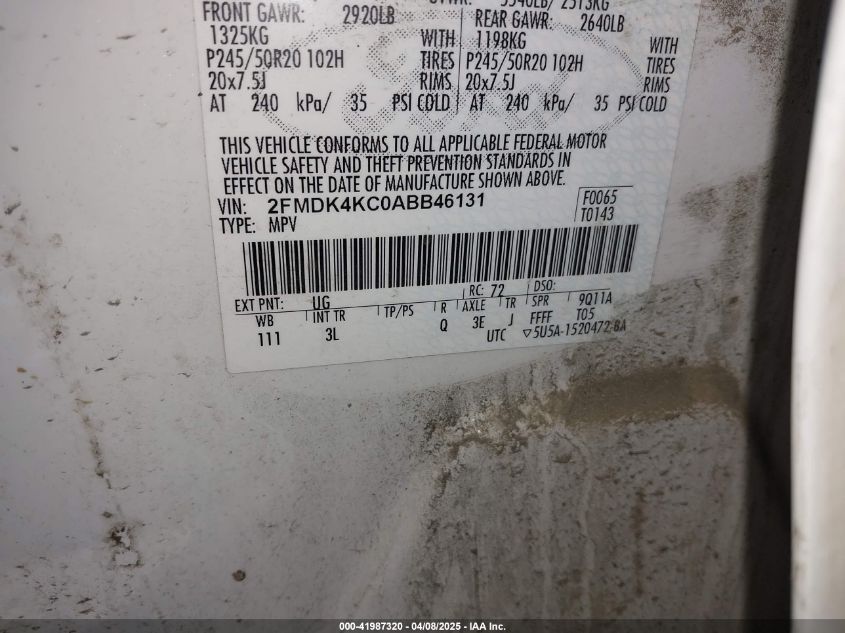 5540LB/ 2513KG
FRONT GAWR: 2920LB REAR GAWR: 2640LB
1325KG WITH 1198KG WITH
P245/50R20 102H TIRES P245/50R20 102H TIRES
20x7.5J RIMS 20x7.5J RIMS
AT 240 kPa/ 35 PSI COLD AT 240 kPa/ 35 PSI COLD
THIS VEHICLE CONFORMS TO ALL APPLICABLE FEDERAL MOTOR
VEHICLE SAFETY AND THEFT PREVENTION STANDARDS IN
EFFECT ON THE DATE OF MANUFACTURE SHOWN ABOVE.
VIN: 2FMDK4KC0ABB46131 F0065
TYPE: MPV T0143
EXT PNT: UG RC: 72 DSO:
WB INT TR TP/PS R AXLE TR SPR 9Q11A
111 3L Q 3E J FFFF T05
UTC ▽5U5A-1520472-BA
000-41987320 - 04/08/2025 - IAA Inc.